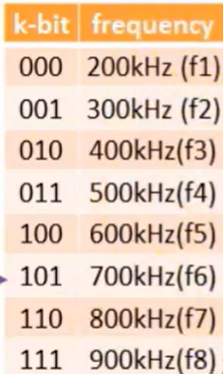 k-bit frequency
000 200kHz (f1)
001 300kHz (f2)
010 400kHz(f3)
011 500kHz(f4)
100 600kHz(f5)
101 700kHz(f6)
110 800kHz(f7)
111 900kHz(f8)